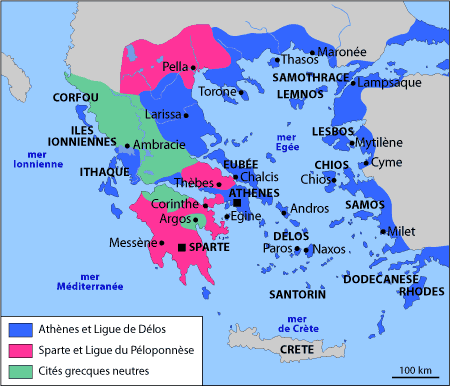 Maronée
Pella
Thasos
SAMOTHRACE
Lampsaque
Torone
LEMNOS
CORFOU
Larissa
ILES
IONNIENNES
mer
Egée
LESBOS
Mytilène
Ambracie
mer
Ionnienne
ITHAQUE
EUBÉE
Chalcis
CHIOS
Cyme
Thèbes
Chios
ATHÈNES
Corinthe
Argos
Egine
Andros
SAMOS
Messène
SPARTE
DÉLOS
Paros
Naxos
Milet
mer
Méditerranée
DODECANESE
RHODES
SANTORIN
mer
de Crète
CRETE
Athènes et Ligue de Délos
Sparte et Ligue du Péloponnèse
Cités grecques neutres
100 km